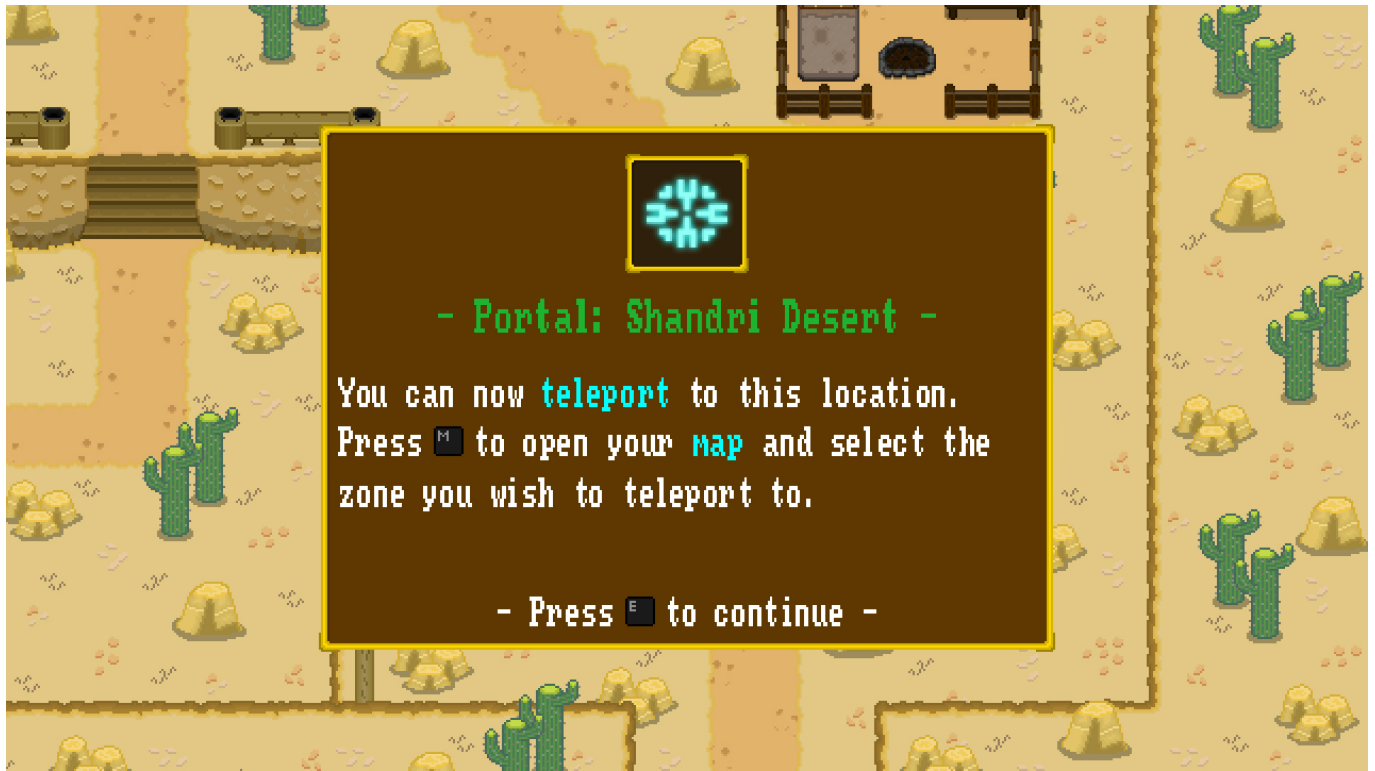 - Portal: Shandri Desert -
You can now teleport to this location.
Press M to open your map and select the
zone you wish to teleport to.
- Press E to continue -